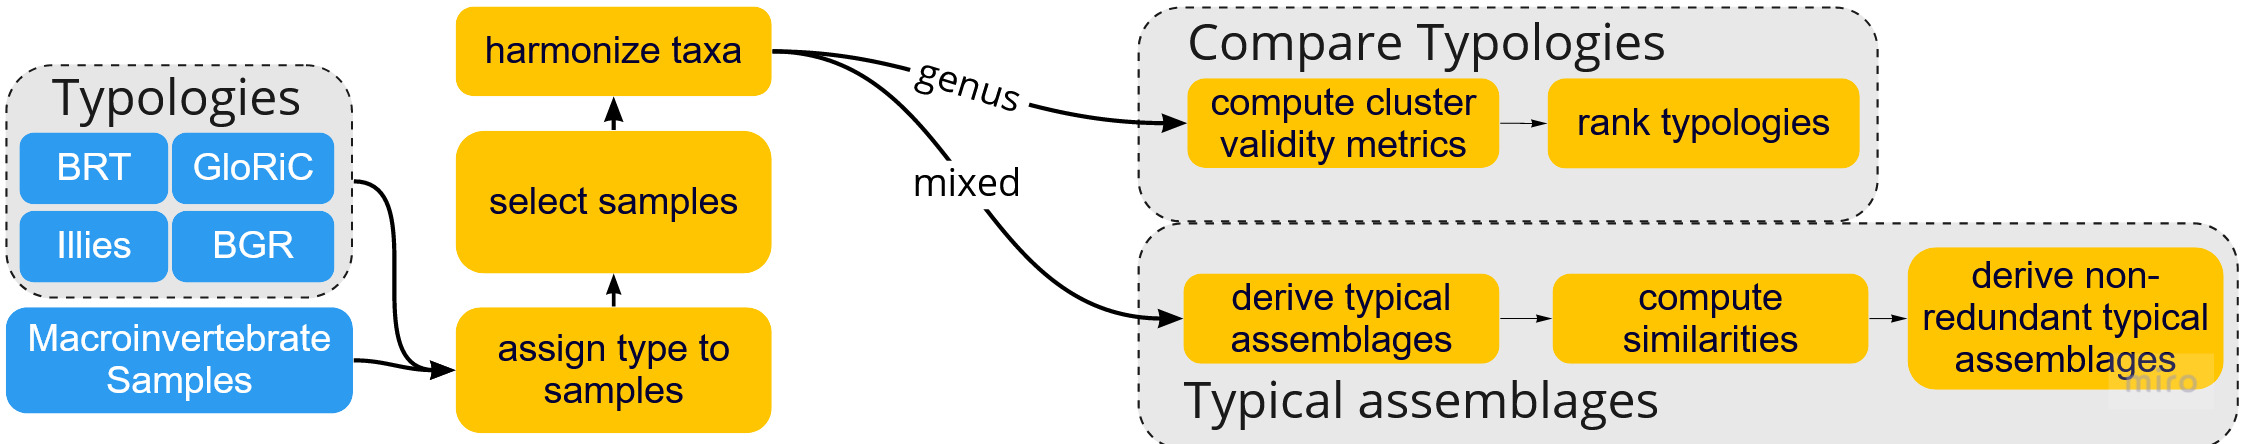 Typologies
BRT
GloRiC
Illies
BGR
Macroinvertebrate
Samples
harmonize taxa
select samples
assign type to
samples
genus
mixed
Compare Typologies
compute cluster
validity metrics
rank typologies
derive typical
assemblages
compute
similarities
derive non-
redundant typical
assemblages
Typical assemblages
miro